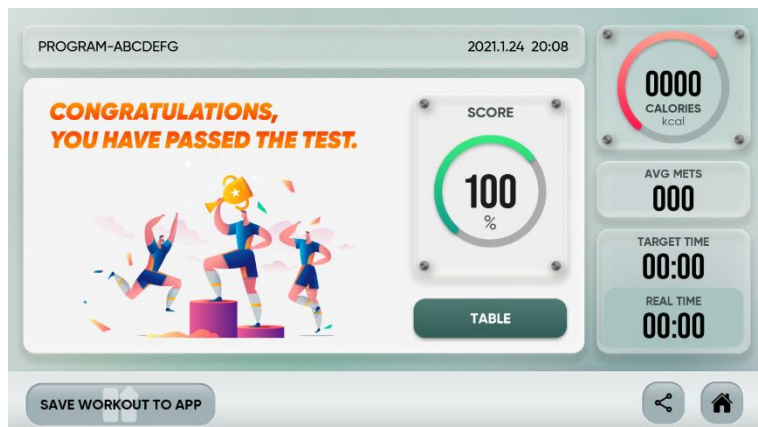 PROGRAM-ABCDEFG
2021.1.24 20:08
CONGRATULATIONS,
YOU HAVE PASSED THE TEST.
SCORE
100
%
TABLE
0000
CALORIES
kcal
AVG METS
000
TARGET TIME
00:00
REAL TIME
00:00
SAVE WORKOUT TO APP